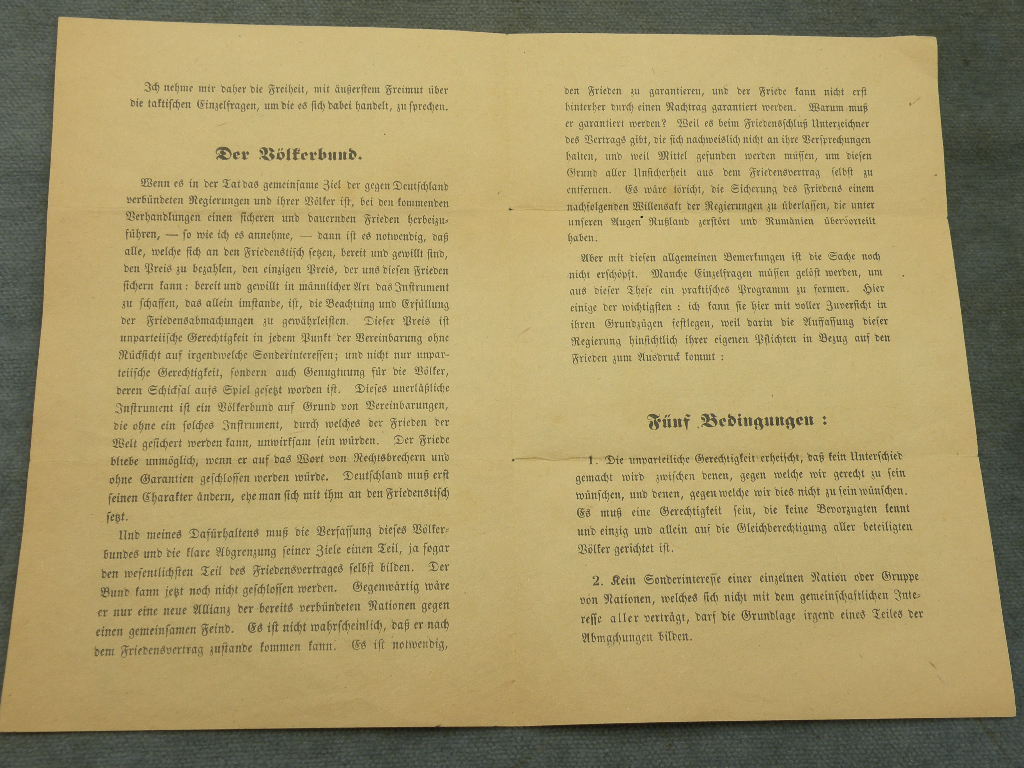 Ich nehme mir daher die Freiheit, mit äußerstem Freimut über
die taktischen Einzelfragen, um die es sich dabei handelt, zu sprechen.
Der Völkerbund.
Wenn es in der Tat das gemeinsame Ziel der gegen Deutschland
verbündeten Regierungen und ihrer Völker ist, bei den kommenden
Verhandlungen einen sicheren und dauernden Frieden herbeizu-
führen, — so wie ich es annehme, — dann ist es notwendig, daß
alle, welche sich an den Friedenstisch setzen, bereit und gewillt sind,
den Preis zu bezahlen, den einzigen Preis, der uns diesen Frieden
sichern kann: bereit und gewillt in männlicher Art das Instrument
zu schaffen, das allein imstande, ist, die Beachtung und Erfüllung
der Friedensabmachungen zu gewährleisten. Dieser Preis ist
unparteiische Gerechtigkeit in jedem Punkt der Vereinbarung ohne
Rücksicht auf irgendwelche Sonderinteressen; und nicht nur unpar-
teiische Gerechtigkeit, sondern auch Genugtuung für die Völker,
deren Schicksal aufs Spiel gesetzt worden ist. Dieses unerläßliche
Instrument ist ein Völkerbund auf Grund von Vereinbarungen,
die ohne ein solches Instrument, durch welches der Frieden der
Welt gesichert werden kann, unwirksam sein würden. Der Friede
bliebe unmöglich, wenn er auf das Wort von Rechtsbrechern und
ohne Garantien geschlossen werden würde. Deutschland muß erst
seinen Charakter ändern, ehe man sich mit ihm an den Friedenstisch
setzt.
Und meines Dafürhaltens muß die Verfassung dieses Völker-
bundes und die klare Abgrenzung seiner Ziele einen Teil, ja sogar
den wesentlichsten Teil des Friedensvertrages selbst bilden. Der
Bund kann jetzt noch nicht geschlossen werden. Gegenwärtig wäre
er nur eine neue Allianz der bereits verbündeten Nationen gegen
einen gemeinsamen Feind. Es ist nicht wahrscheinlich, daß er nach
dem Friedensvertrag zustande kommen kann. Es ist notwendig,
den Frieden zu garantieren, und der Friede kann nicht erst
hinterher durch einen Nachtrag garantiert werden. Warum muß
er garantiert werden? Weil es beim Friedensschluß Unterzeichner
des Vertrags gibt, die sich nachweislich nicht an ihre Versprechungen
halten, und weil Mittel gefunden werden müssen, um diesen
Grund aller Unsicherheit aus dem Friedensvertrag selbst zu
entfernen. Es wäre töricht, die Sicherung des Friedens einem
nachfolgenden Willensakt der Regierungen zu überlassen, die unter
unseren Augen Rußland zerstört und Rumänien übervorteilt
haben.
Aber mit diesen allgemeinen Bemerkungen ist die Sache noch
nicht erschöpft. Manche Einzelfragen müssen gelöst werden, um
aus dieser These ein praktisches Programm zu formen. Hier
einige der wichtigsten: ich kann sie hier mit voller Zuversicht in
ihren Grundzügen festlegen, weil darin die Auffassung dieser
Regierung hinsichtlich ihrer eigenen Pflichten in Bezug auf den
Frieden zum Ausdruck kommt:
Fünf Bedingungen:
1. Die unparteiliche Gerechtigkeit erheischt, daß kein Unterschied
gemacht wird zwischen denen, gegen welche wir gerecht zu sein
wünschen, und denen, gegen welche wir dies nicht zu sein wünschen.
Es muß eine Gerechtigkeit sein, die keine Bevorzugten kennt
und einzig und allein auf die Gleichberechtigung aller beteiligten
Völker gerichtet ist.
2. Kein Sonderinteresse einer einzelnen Nation oder Gruppe
von Nationen, welches sich nicht mit dem gemeinschaftlichen Inte-
resse aller verträgt, darf die Grundlage irgend eines Teiles der
Abmachungen bilden.